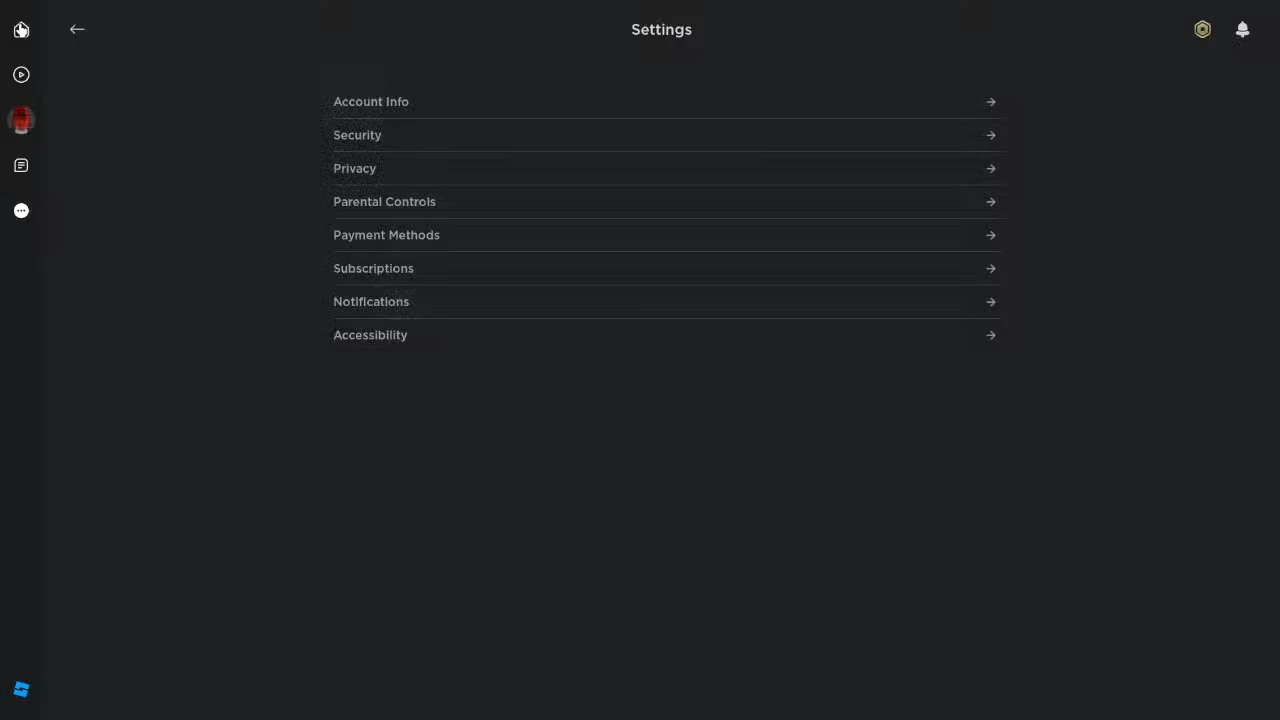 Settings
Account Info
Security
Privacy
Parental Controls
Payment Methods
Subscriptions
Notifications
Accessibility